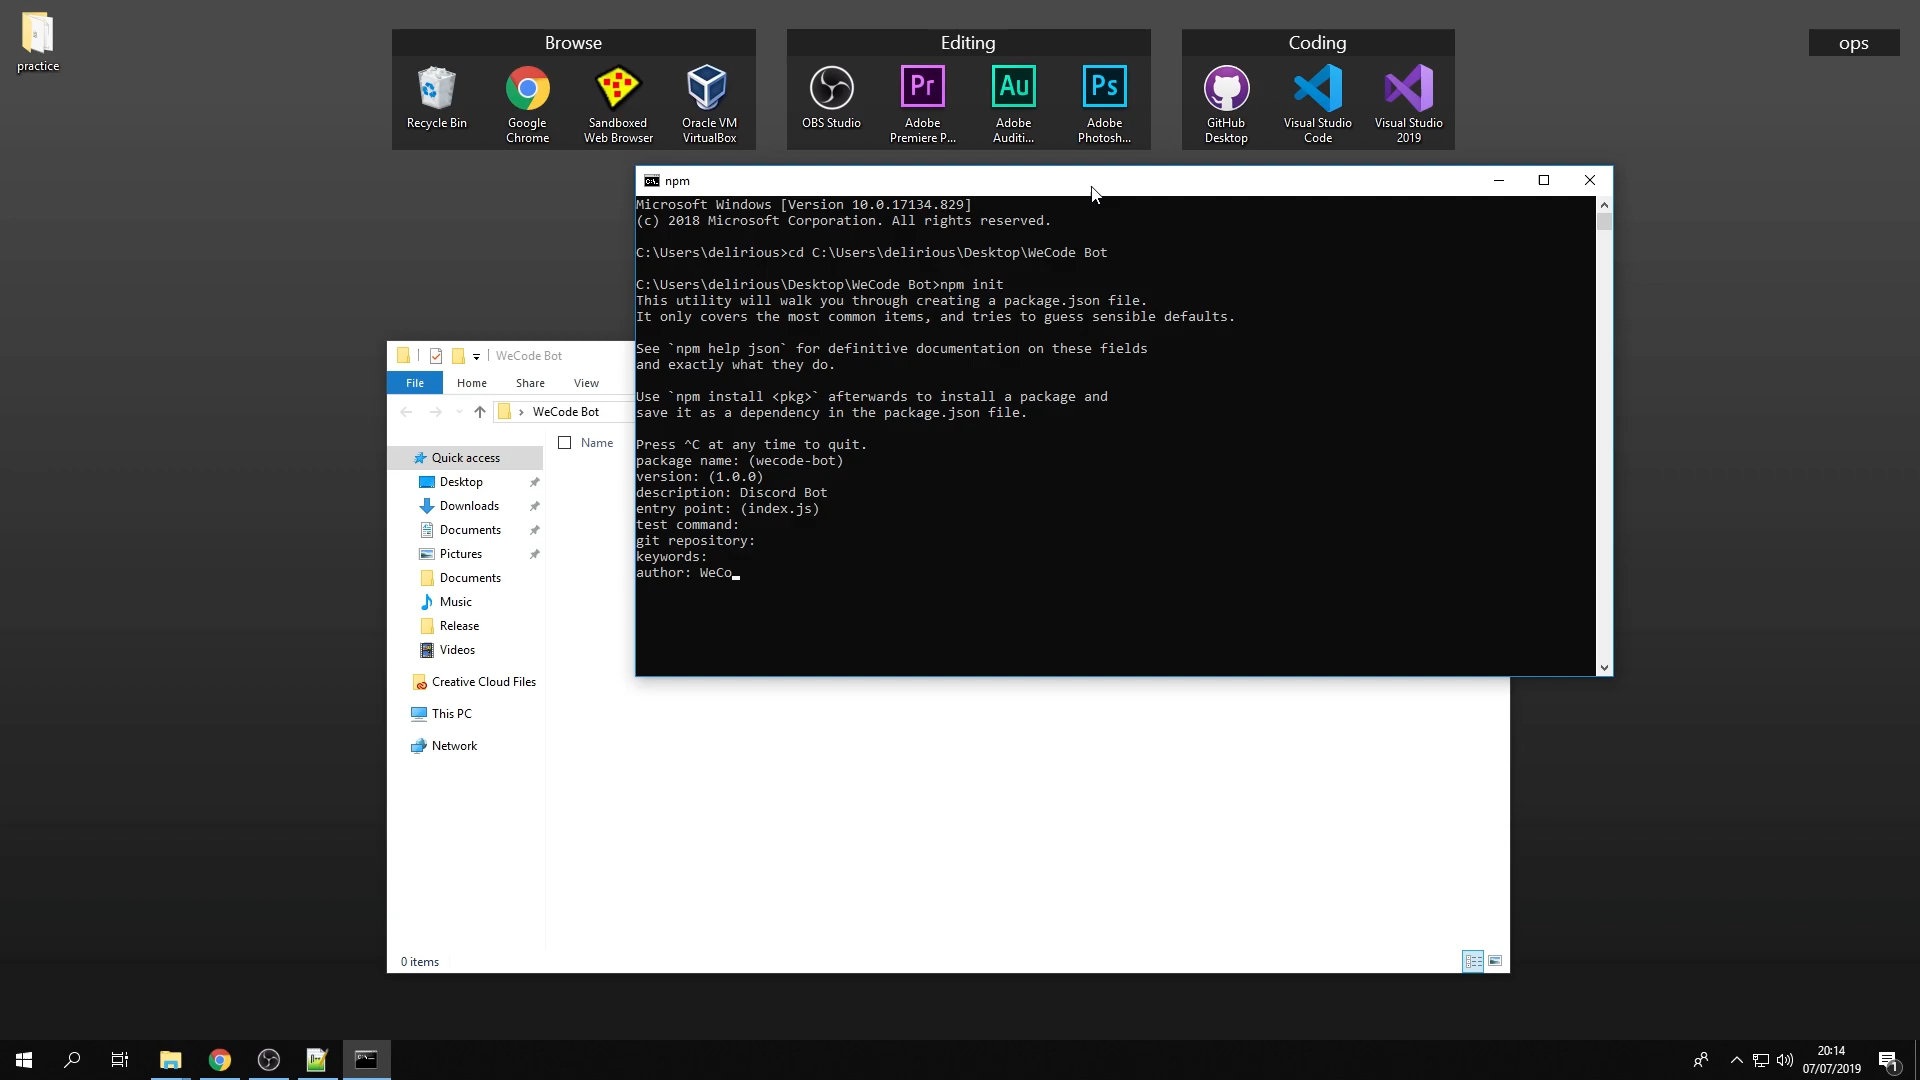 practice
Browse
Recycle Bin
Google
Chrome
Sandboxed
Web Browser
Oracle VM
VirtualBox
Editing
OBS Studio
Pr
Adobe
Premiere P...
Au
Adobe
Auditi...
Ps
Adobe
Photosh...
Coding
GitHub
Desktop
Visual Studio
Code
Visual Studio
2019
ops
npm
Microsoft Windows [Version 10.0.17134.829]
(c) 2018 Microsoft Corporation. All rights reserved.
C:\Users\delirious>cd C:\Users\delirious\Desktop\WeCode Bot
C:\Users\delirious\Desktop\WeCode Bot>npm init
This utility will walk you through creating a package.json file.
It only covers the most common items, and tries to guess sensible defaults.
See `npm help json` for definitive documentation on these fields
and exactly what they do.
Use `npm install <pkg>` afterwards to install a package and
save it as a dependency in the package.json file.
Press ^C at any time to quit.
package name: (wecode-bot)
version: (1.0.0)
description: Discord Bot
entry point: (index.js)
test command:
git repository:
keywords:
author: WeCo
WeCode Bot
File Home Share View
WeCode Bot
Name
Quick access
Desktop
Downloads
Documents
Pictures
Documents
Music
Release
Videos
Creative Cloud Files
This PC
Network
0 items
20:14
07/07/2019
1